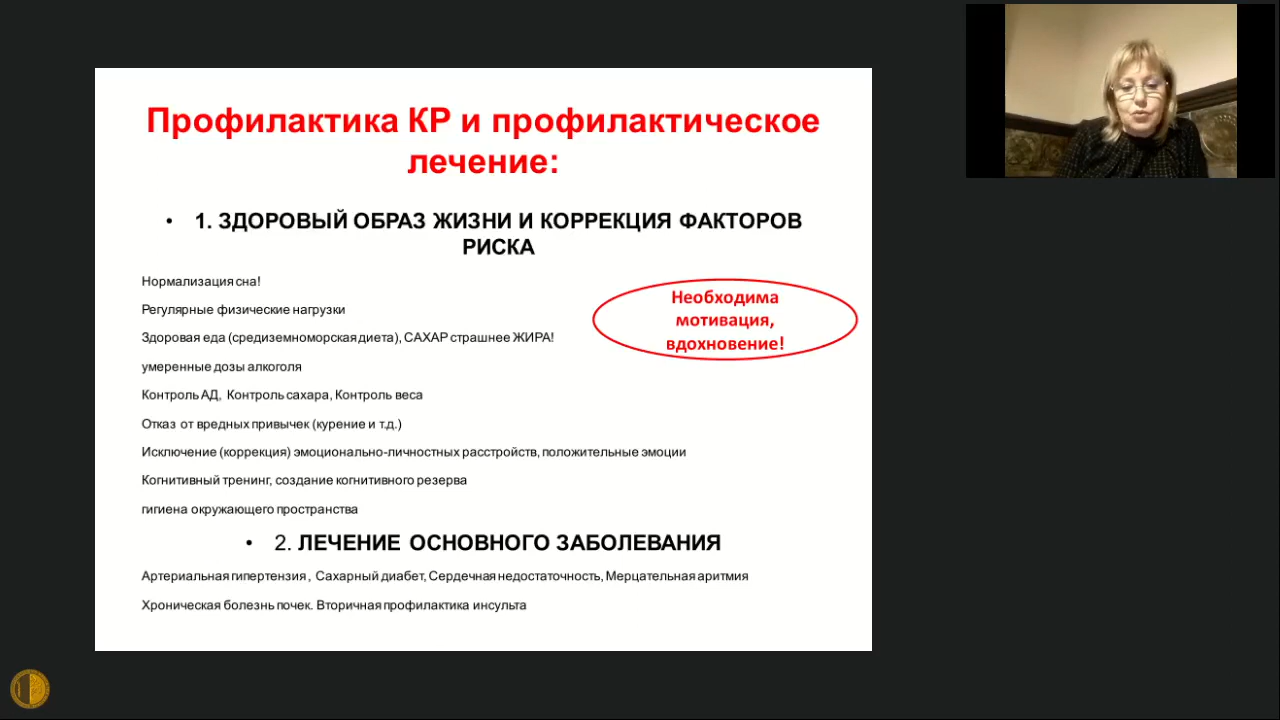 Профилактика КР и профилактическое
лечение:
• 1. ЗДОРОВЫЙ ОБРАЗ ЖИЗНИ И КОРРЕКЦИЯ ФАКТОРОВ
РИСКА
Нормализация сна!
Регулярные физические нагрузки
Здоровая еда (средиземноморская диета), САХАР страшнее ЖИРА!
умеренные дозы алкоголя
Контроль АД, Контроль сахара, Контроль веса
Отказ от вредных привычек (курение и т.д.)
Исключение (коррекция) эмоционально-личностных расстройств, положительные эмоции
Когнитивный тренинг, создание когнитивного резерва
гигиена окружающего пространства
Необходима
мотивация,
вдохновение!
• 2. ЛЕЧЕНИЕ ОСНОВНОГО ЗАБОЛЕВАНИЯ
Артериальная гипертензия , Сахарный диабет, Сердечная недостаточность, Мерцательная аритмия
Хроническая болезнь почек. Вторичная профилактика инсульта